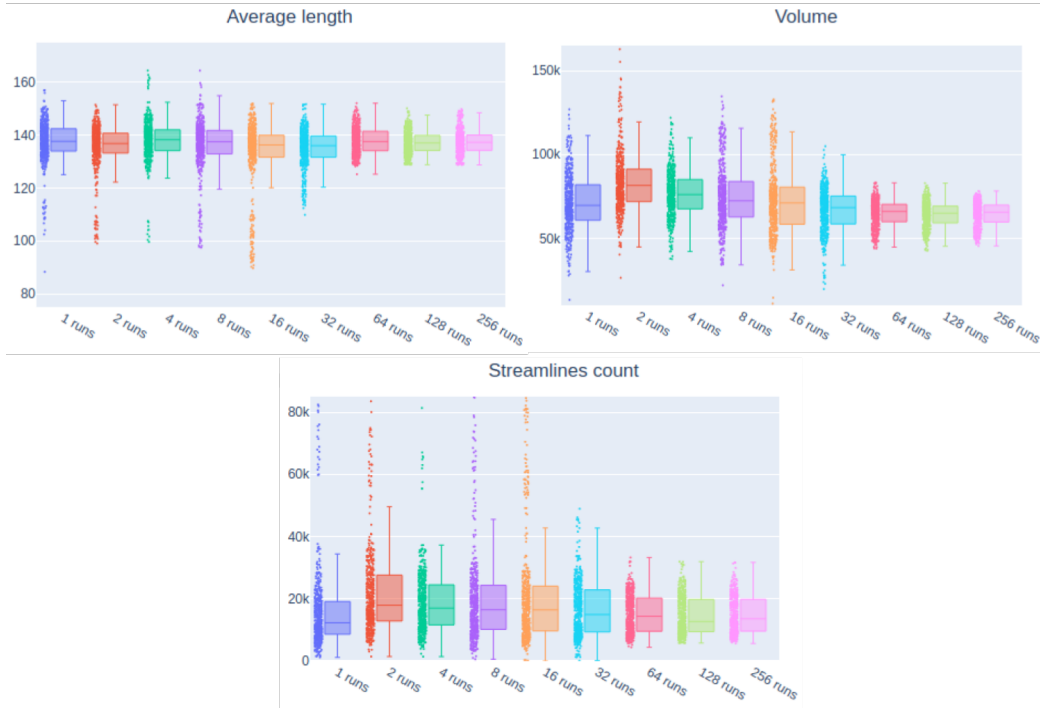 Average length
160
140
120
100
80
1 runs
2 runs
4 runs
8 runs
16 runs
32 runs
64 runs
128 runs
256 runs
Volume
150k
100k
50k
1 runs
2 runs
4 runs
8 runs
16 runs
32 runs
64 runs
128 runs
256 runs
Streamlines count
80k
60k
40k
20k
0
1 runs
2 runs
4 runs
8 runs
16 runs
32 runs
64 runs
128 runs
256 runs